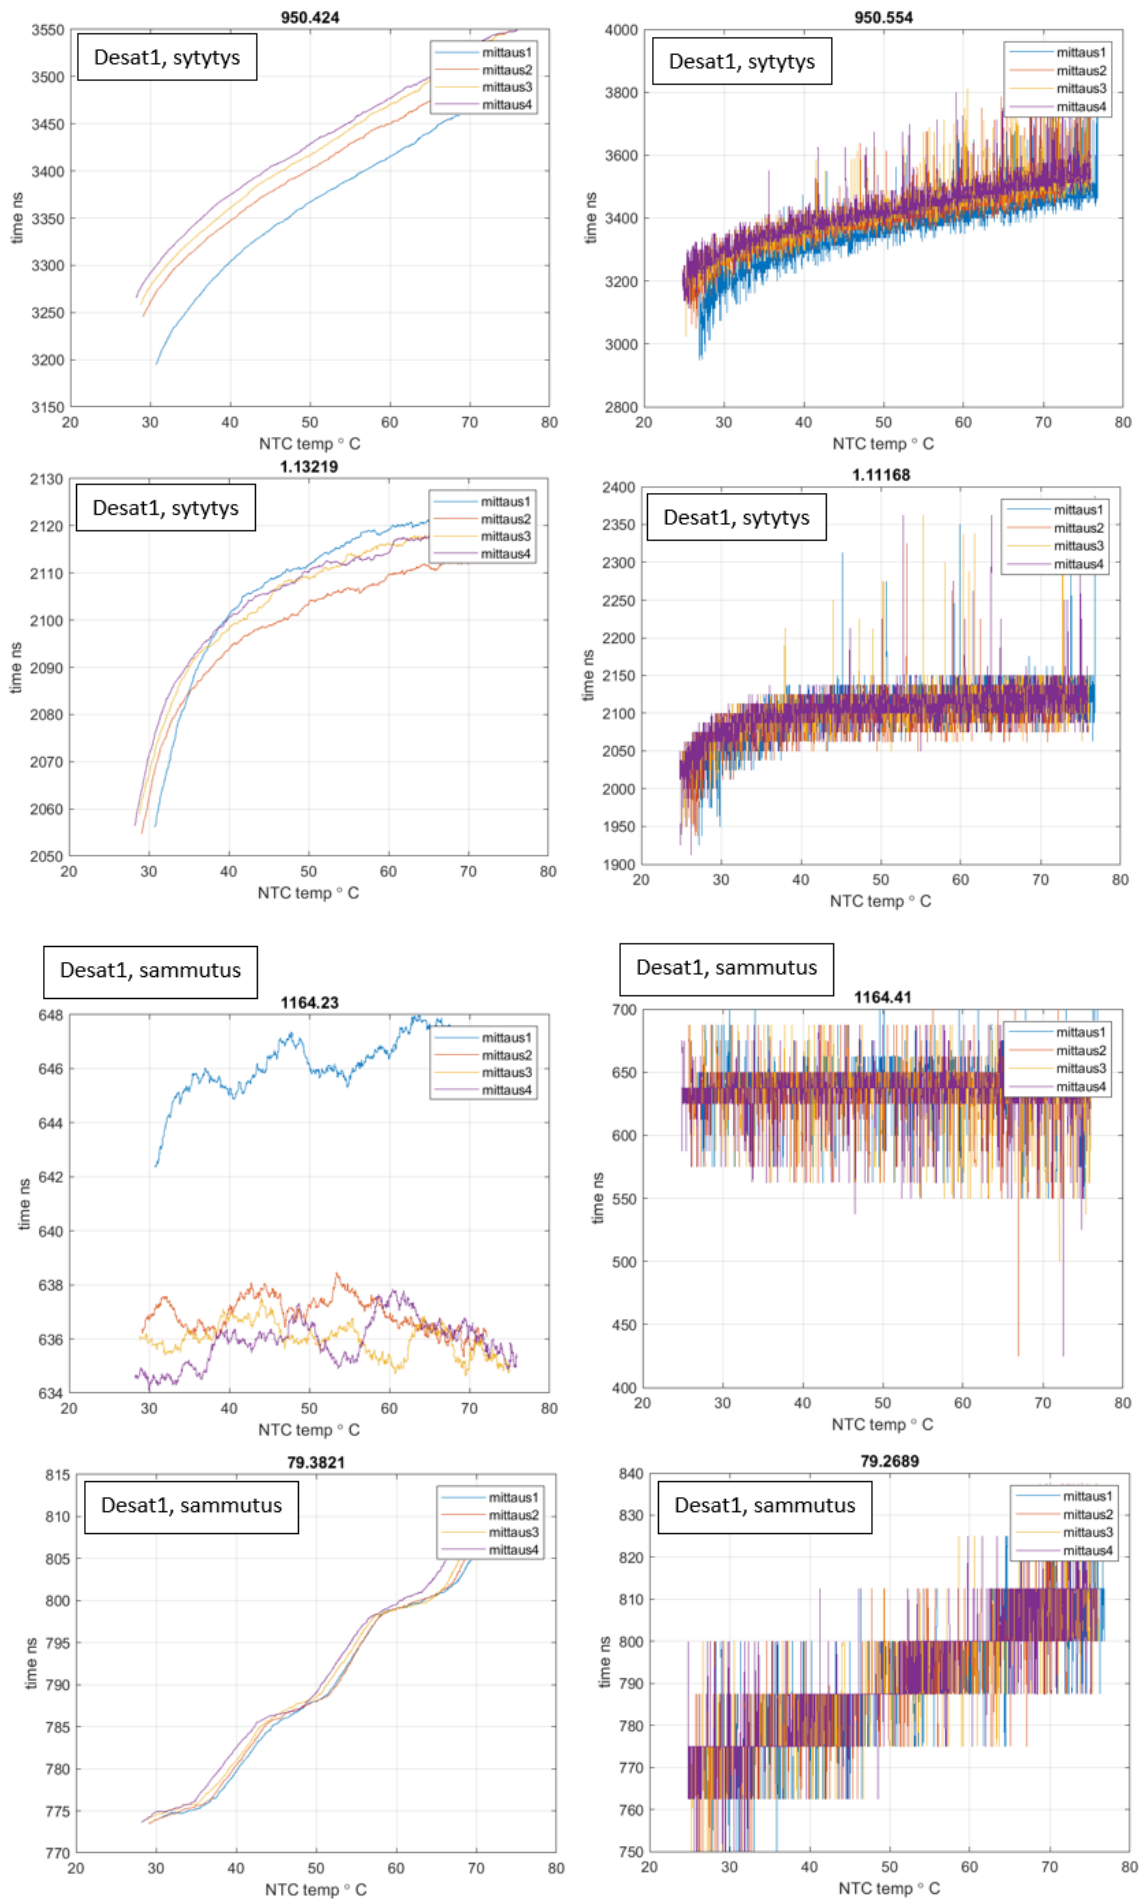 950.424
Desat1, sytytys
mittaus1
mittaus2
mittaus3
mittaus4
3550
3500
3450
3400
3350
3300
3250
3200
3150
time ns
20 30 40 50 60 70 80
NTC temp ° C
950.554
Desat1, sytytys
mittaus1
mittaus2
mittaus3
mittaus4
4000
3800
3600
3400
3200
3000
2800
time ns
20 30 40 50 60 70 80
NTC temp ° C
1.13219
Desat1, sytytys
mittaus1
mittaus2
mittaus3
mittaus4
2130
2120
2110
2100
2090
2080
2070
2060
2050
time ns
20 30 40 50 60 70 80
NTC temp ° C
1.11168
Desat1, sytytys
mittaus1
mittaus2
mittaus3
mittaus4
2400
2350
2300
2250
2200
2150
2100
2050
2000
1950
1900
time ns
20 30 40 50 60 70 80
NTC temp ° C
Desat1, sammutus
1164.23
mittaus1
mittaus2
mittaus3
mittaus4
648
646
644
642
640
638
636
634
time ns
20 30 40 50 60 70 80
NTC temp ° C
Desat1, sammutus
1164.41
mittaus1
mittaus2
mittaus3
mittaus4
700
650
600
550
500
450
400
time ns
20 30 40 50 60 70 80
NTC temp ° C
79.3821
Desat1, sammutus
mittaus1
mittaus2
mittaus3
mittaus4
815
810
805
800
795
790
785
780
775
770
time ns
20 30 40 50 60 70 80
NTC temp ° C
79.2689
Desat1, sammutus
mittaus1
mittaus2
mittaus3
mittaus4
840
830
820
810
800
790
780
770
760
750
time ns
20 30 40 50 60 70 80
NTC temp ° C